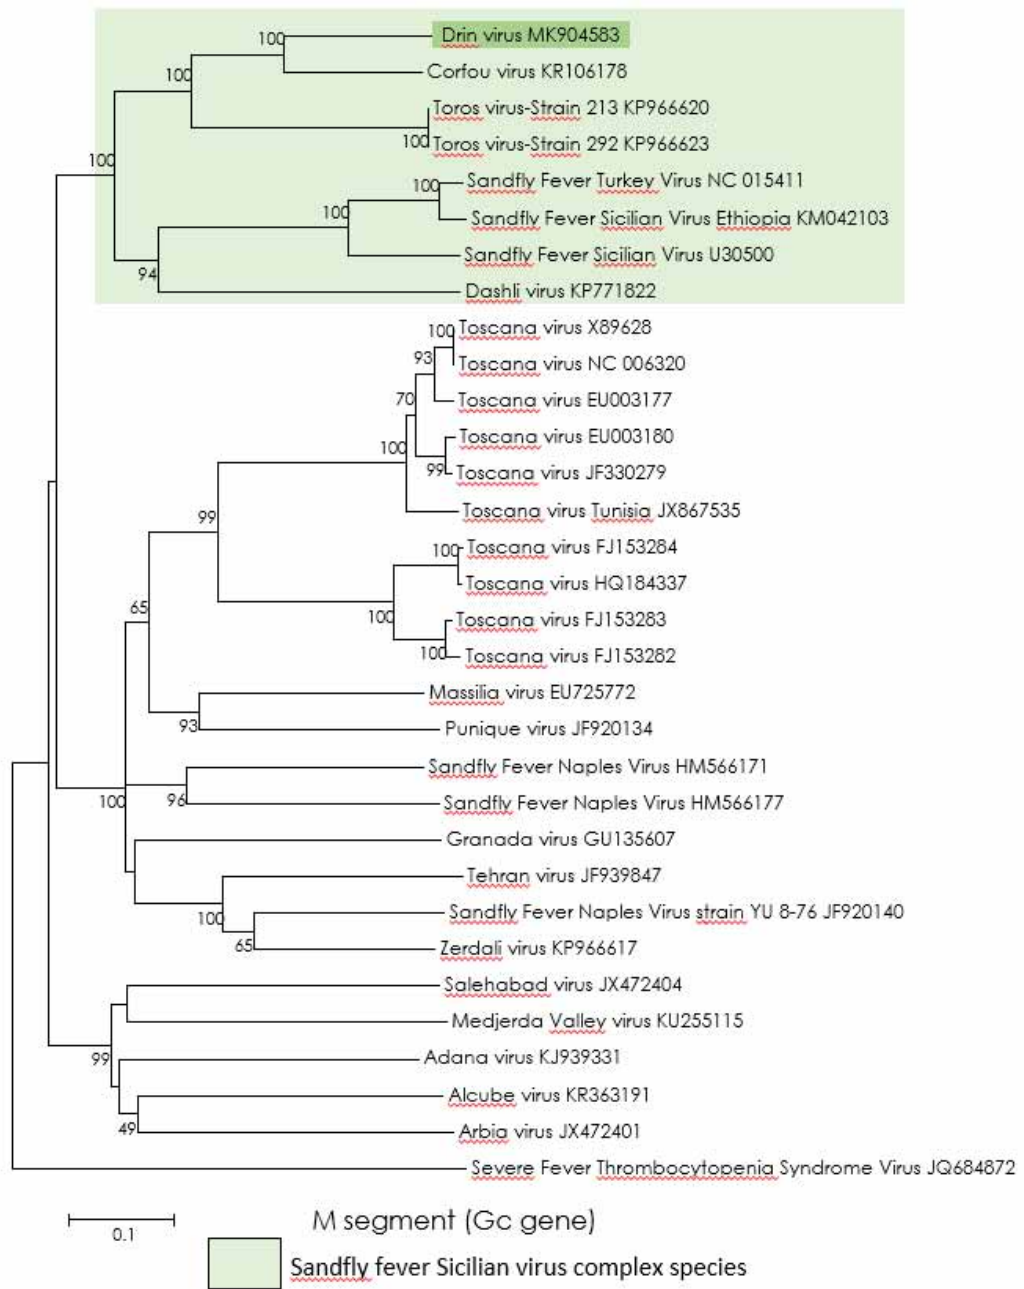 100
Drin virus MK904583
100
Corfou virus KR106178
Toros virus-Strain 213 KP966620
100
Toros virus-Strain 292 KP966623
100
100
Sandfly Fever Turkey Virus NC 015411
100
Sandfly Fever Sicilian Virus Ethiopia KM042103
Sandfly Fever Sicilian Virus U30500
94
Dashli virus KP771822
100
Toscana virus X89628
93
Toscana virus NC 006320
70
Toscana virus EU003177
100
Toscana virus EU003180
99
Toscana virus JF330279
99
Toscana virus Tunisia JX867535
100
Toscana virus FJ153284
Toscana virus HQ184337
65
100
Toscana virus FJ153283
100
Toscana virus FJ153282
Massilia virus EU725772
93
Punique virus JF920134
Sandfly Fever Naples Virus HM566171
100
96
Sandfly Fever Naples Virus HM566177
Granada virus GU135607
Tehran virus JF939847
100
Sandfly Fever Naples Virus strain YU 8-76 JF920140
65
Zerdali virus KP966617
Salehabad virus JX472404
Medjerda Valley virus KU255115
99
Adana virus KJ939331
Alcube virus KR363191
49
Arbia virus JX472401
Severe Fever Thrombocytopenia Syndrome Virus JQ684872
0.1
M segment (Gc gene)
Sandfly fever Sicilian virus complex species